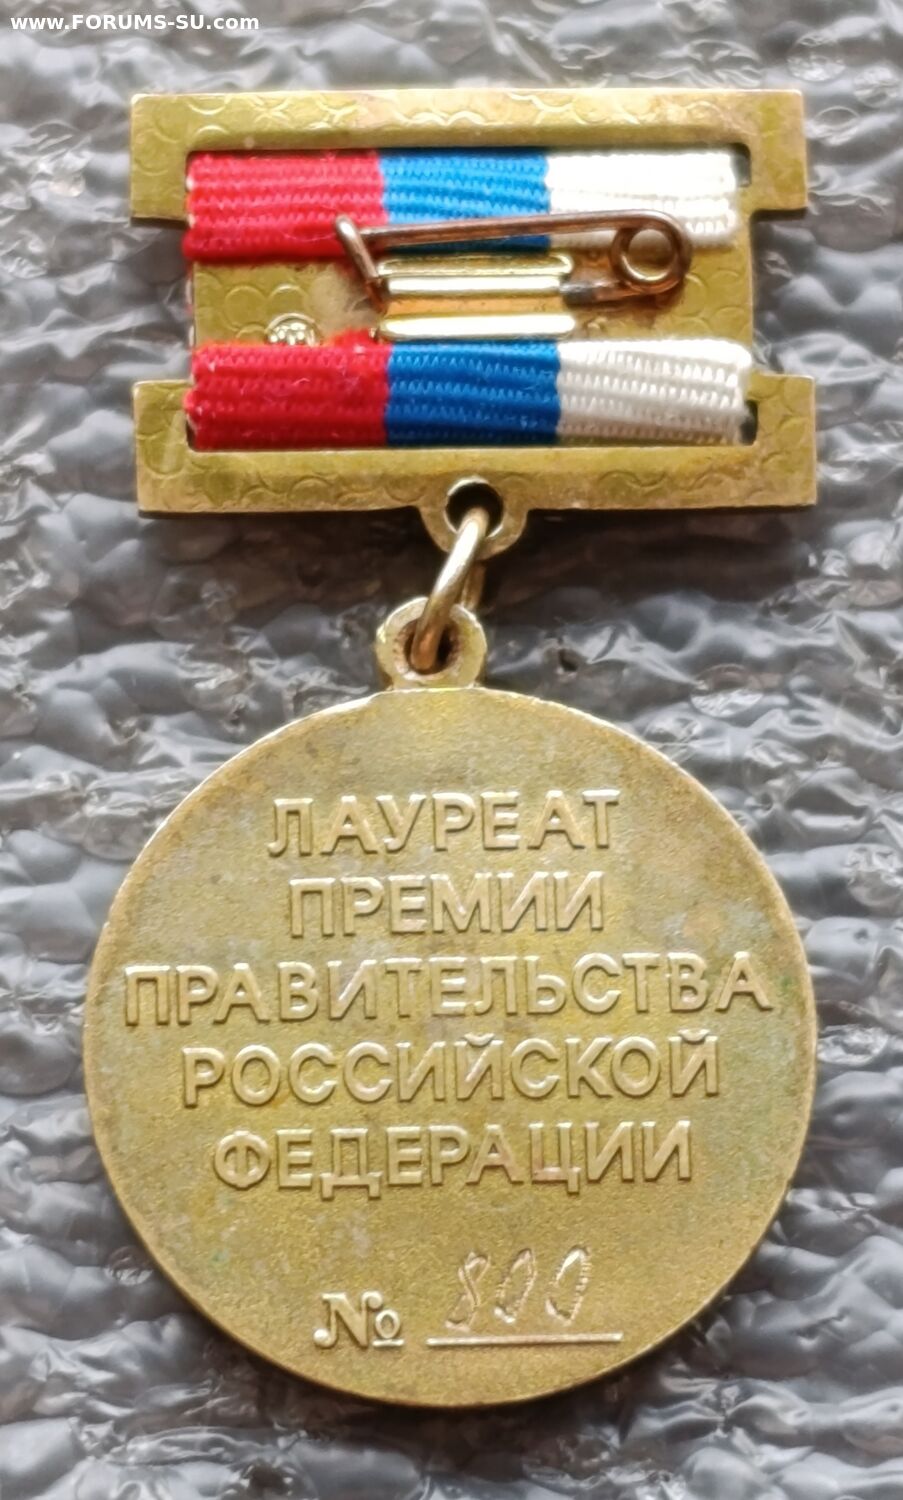 www.FORUMS-SU.com
ЛАУРЕАТ
ПРЕМИИ
ПРАВИТЕЛЬСТВА
РОССИЙСКОЙ
ФЕДЕРАЦИИ
№ 800